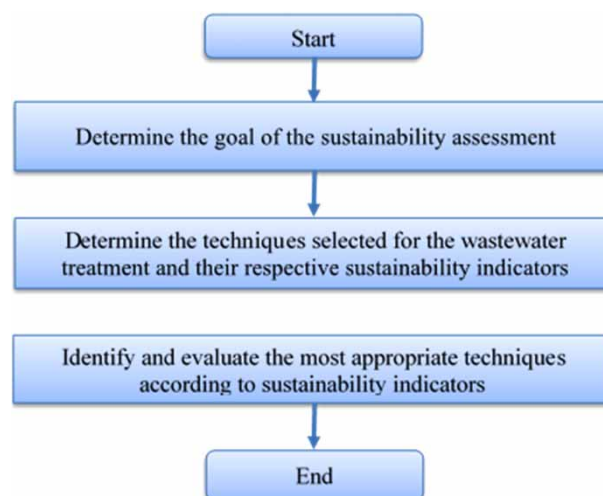 Start
Determine the goal of the sustainability assessment
Determine the techniques selected for the wastewater
treatment and their respective sustainability indicators
Identify and evaluate the most appropriate techniques
according to sustainability indicators
End